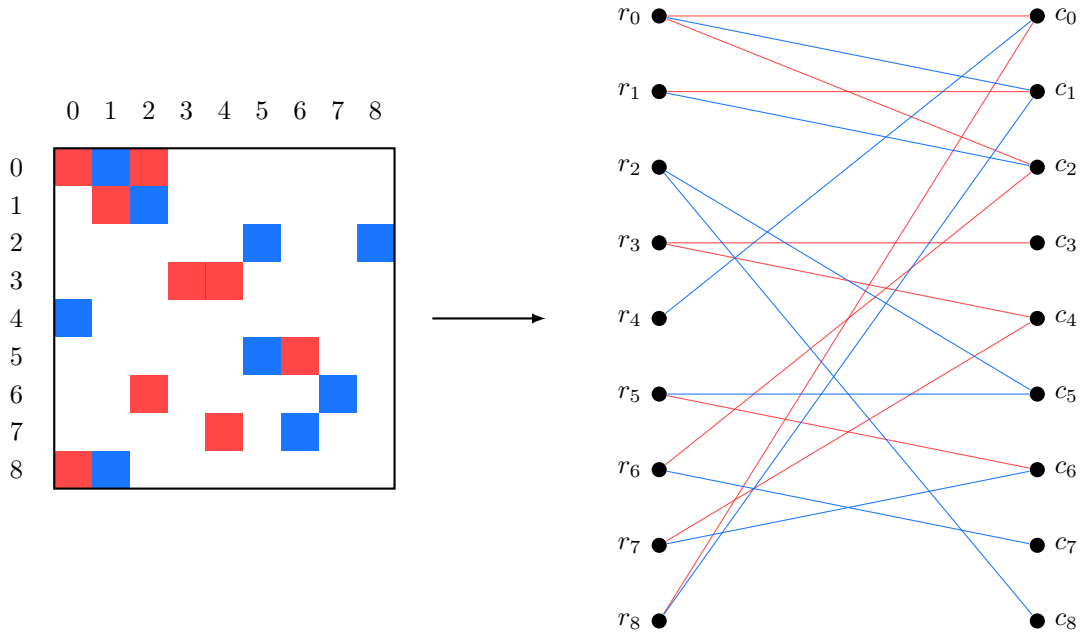 0 1 2 3 4 5 6 7 8
0
1
2
3
4
5
6
7
8
r₀ c₀
r₁ c₁
r₂ c₂
r₃ c₃
r₄ c₄
r₅ c₅
r₆ c₆
r₇ c₇
r₈ c₈